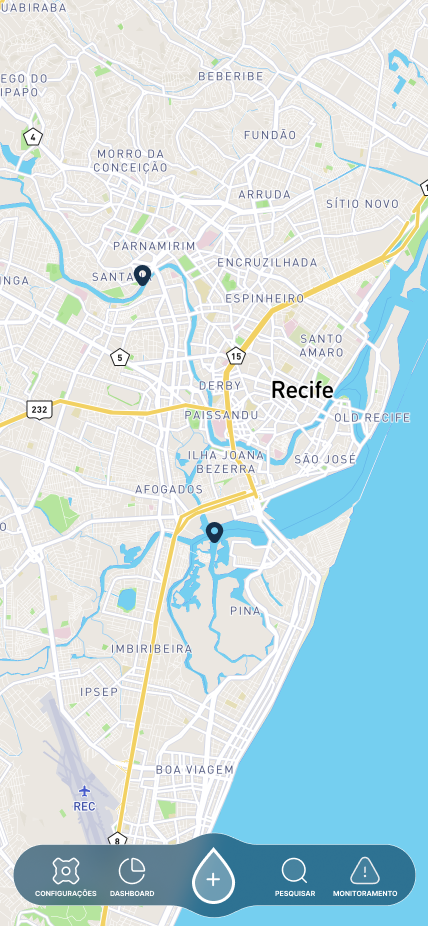 UABIRABA
BEBERIBE
EGO DO
IPAPO
FUNDÃO
4
MORRO DA
CONCEIÇÃO
ARRUDA
SÍTIO NOVO
PARNAMIRIM
ENCRUZILHADA
SANTA
INGA
ESPINHEIRO
SANTO
AMARO
5
15
DERBY
Recife
232
PAISSANDU
OLD RECIFE
ILHA JOANA
BEZERRA
SÃO JOSÉ
AFOGADOS
O
PINA
IMBIRIBEIRA
IPSEP
BOA VIAGEM
REC
8
CONFIGURAÇÕES
DASHBOARD
+
PESQUISAR
MONITORAMENTO